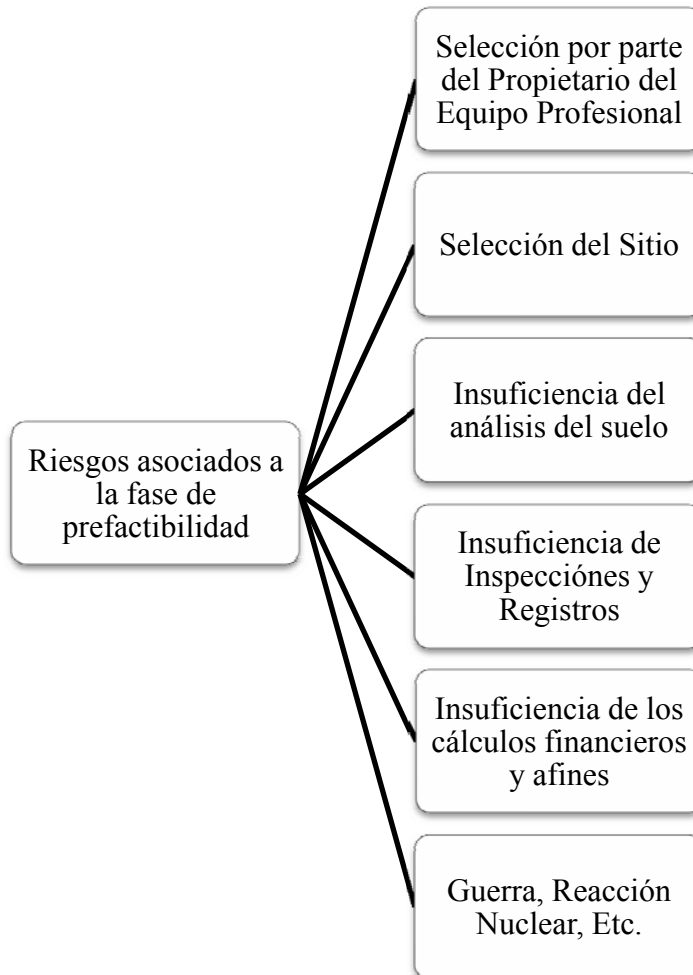 Selección por parte
del Propietario del
Equipo Profesional
Selección del Sitio
Insuficiencia del
análisis del suelo
Riesgos asociados a
la fase de
prefactibilidad
Insuficiencia de
Inspecciónes y
Registros
Insuficiencia de los
cálculos financieros
y afines
Guerra, Reacción
Nuclear, Etc.